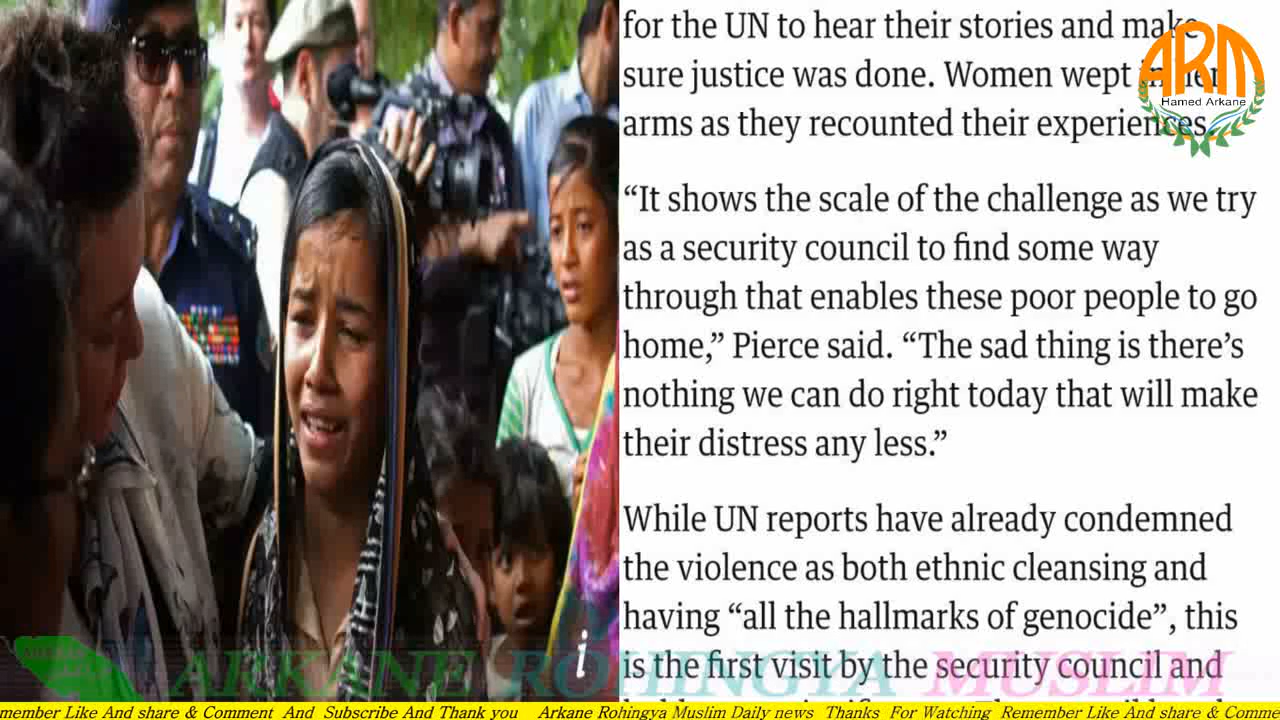 for the UN to hear their stories and make
sure justice was done. Women wept in her
arms as they recounted their experiences.
“It shows the scale of the challenge as we try
as a security council to find some way
through that enables these poor people to go
home,” Pierce said. “The sad thing is there’s
nothing we can do right today that will make
their distress any less.”
While UN reports have already condemned
the violence as both ethnic cleansing and
having “all the hallmarks of genocide”, this
is the first visit by the security council and
ARM
Hamed Arkane
i
ARKANE ROHINGYA MUSLIM
member Like And share & Comment And Subscribe And Thank you Arkane Rohingya Muslim Daily news Thanks For Watching Remember Like And share & Comme